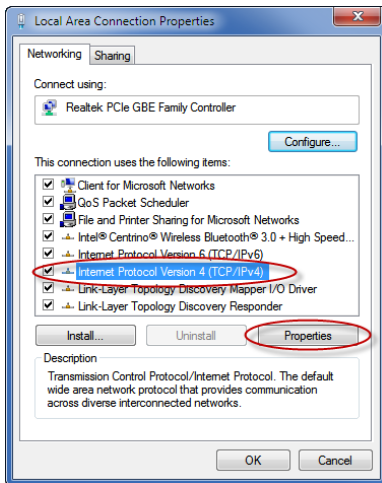 Local Area Connection Properties
Networking Sharing
Connect using:
Realtek PCIe GBE Family Controller
Configure...
This connection uses the following items:
Client for Microsoft Networks
QoS Packet Scheduler
File and Printer Sharing for Microsoft Networks
Intel® Centrino® Wireless Bluetooth® 3.0 + High Speed...
Internet Protocol Version 6 (TCP/IPv6)
Internet Protocol Version 4 (TCP/IPv4)
Link-Layer Topology Discovery Mapper I/O Driver
Link-Layer Topology Discovery Responder
Install... Uninstall Properties
Description
Transmission Control Protocol/Internet Protocol. The default
wide area network protocol that provides communication
across diverse interconnected networks.
OK Cancel